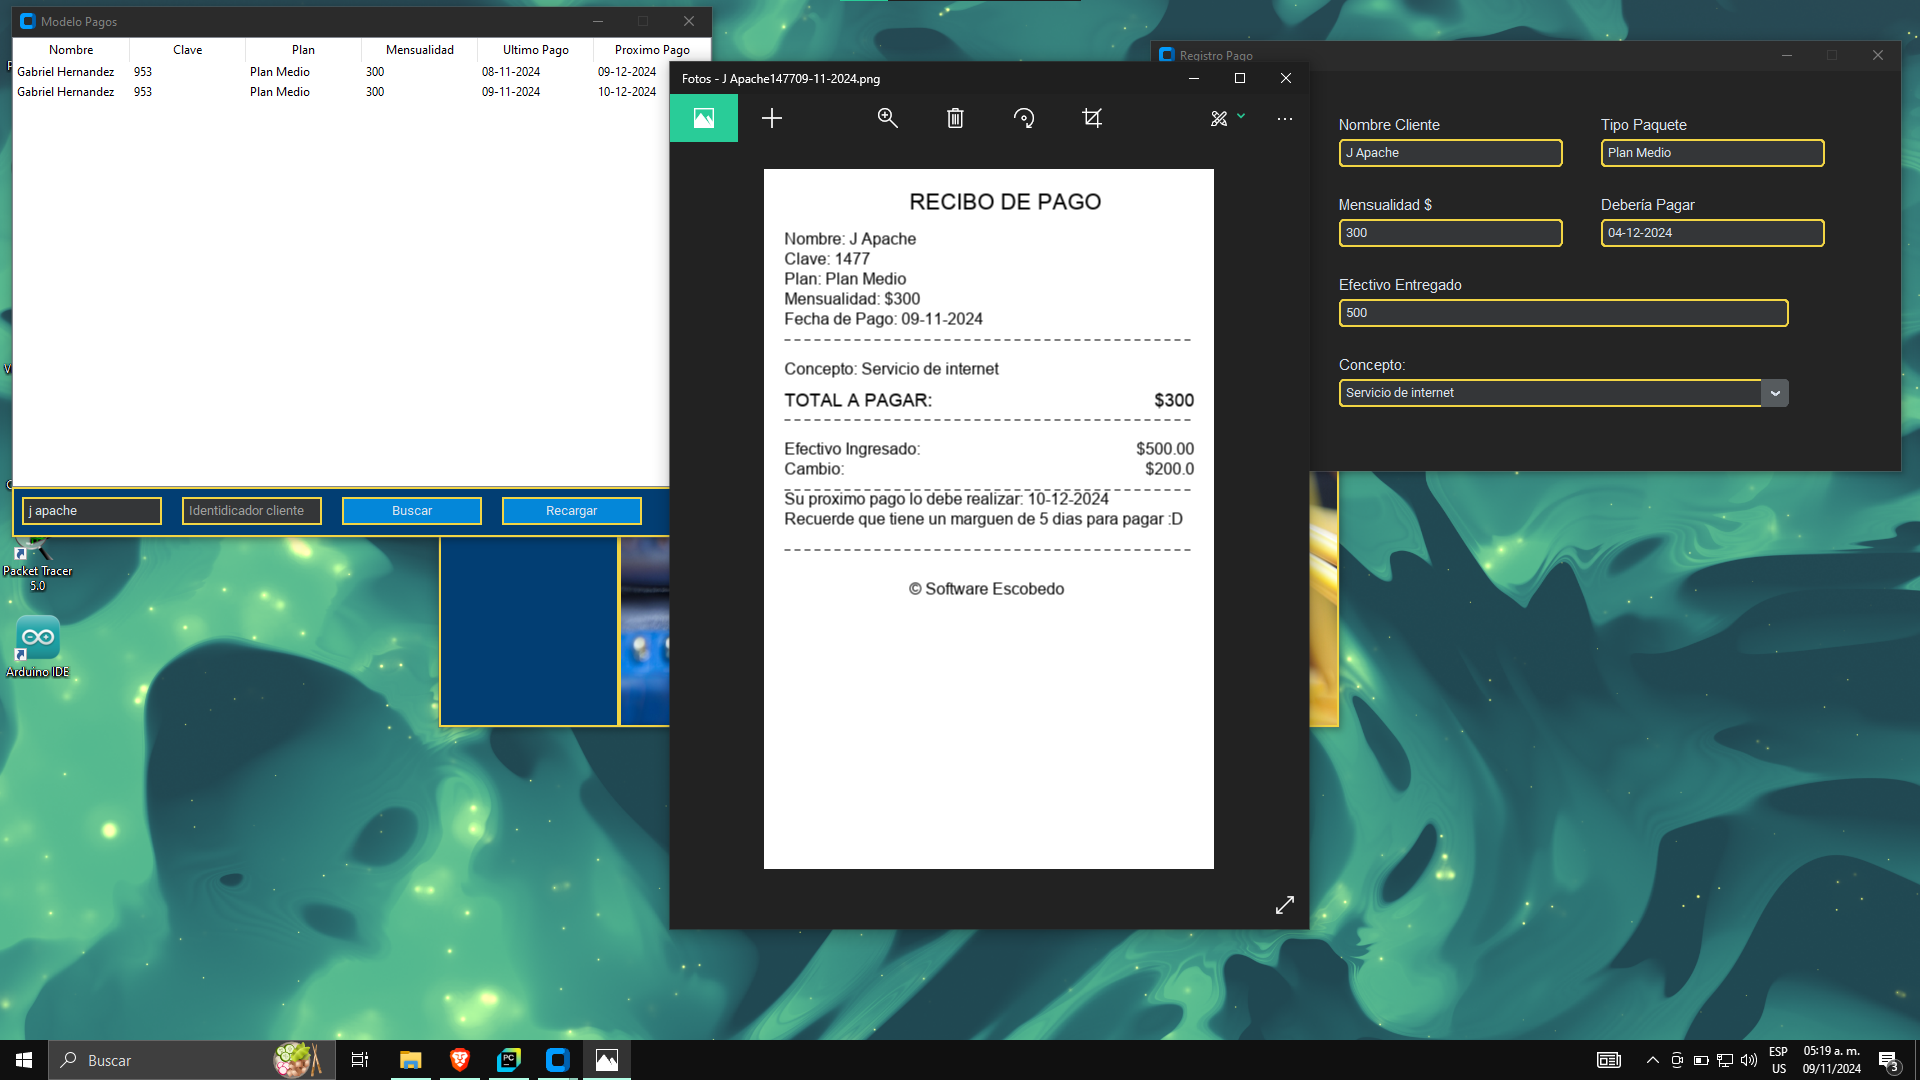 Modelo Pagos
Nombre Clave Plan Mensualidad Ultimo Pago Proximo Pago
Gabriel Hernandez 953 Plan Medio 300 08-11-2024 09-12-2024
Gabriel Hernandez 953 Plan Medio 300 09-11-2024 10-12-2024
j apache
Identidicador cliente
Buscar
Recargar
Fotos - J Apache147709-11-2024.png
RECIBO DE PAGO
Nombre: J Apache
Clave: 1477
Plan: Plan Medio
Mensualidad: $300
Fecha de Pago: 09-11-2024
Concepto: Servicio de internet
TOTAL A PAGAR: $300
Efectivo Ingresado: $500.00
Cambio: $200.0
Su proximo pago lo debe realizar: 10-12-2024
Recuerde que tiene un marguen de 5 dias para pagar :D
© Software Escobedo
Registro Pago
Nombre Cliente Tipo Paquete
J Apache Plan Medio
Mensualidad $ Debería Pagar
300 04-12-2024
Efectivo Entregado
500
Concepto:
Servicio de internet
Packet Tracer
5.0
Arduino IDE
Buscar
PC
ESP
US
05:19 a. m.
09/11/2024
3